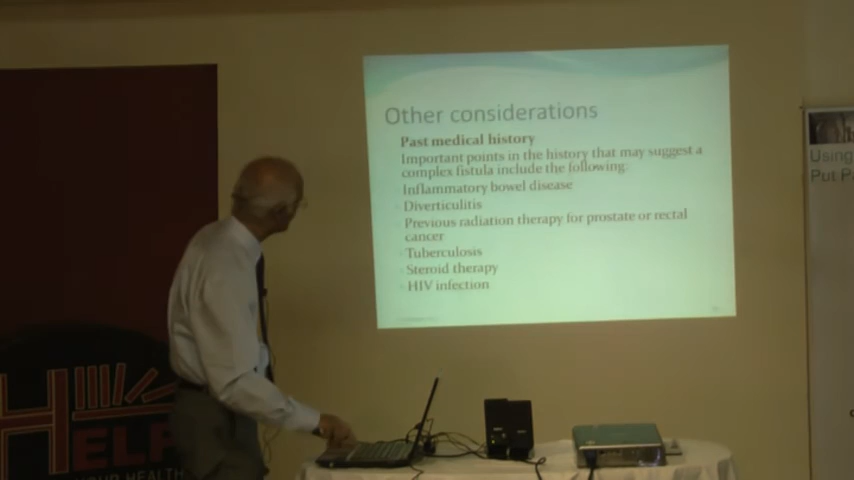 Other considerations
Past medical history
Important points in the history that may suggest a
complex fistula include the following:
Inflammatory bowel disease
Diverticulitis
Previous radiation therapy for prostate or rectal
cancer
Tuberculosis
Steroid therapy
HIV infection
HELP
YOUR HEALTH
Using
Put